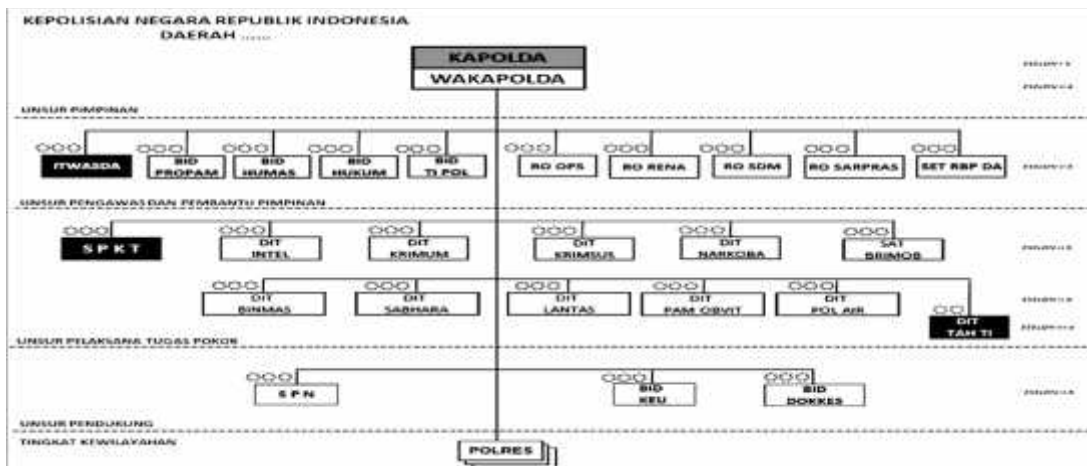 KEPOLISIAN NEGARA REPUBLIK INDONESIA
DAERAH ......
KAPOLDA
WAKAPOLDA
UNSUR PIMPINAN
ITWASDA
BID
PROPAM
BID
HUMAS
BID
HUKUM
BID
TI POL
RO OPS
RO RENA
RO SDM
RO SARPRAS
SET RBP DA
UNSUR PENGAWAS DAN PEMBANTU PIMPINAN
S P K T
DIT
INTEL
DIT
KRIMUM
DIT
KRIMSUS
DIT
NARKOBA
SAT
BRIMOB
DIT
BINMAS
DIT
SABHARA
DIT
LANTAS
DIT
PAM OBVIT
DIT
POL AIR
DIT
TAH TI
UNSUR PELAKSANA TUGAS POKOK
S P N
BID
KEU
BID
DOKKES
UNSUR PENDUKUNG
TINGKAT KEWILAYAHAN
POLRES